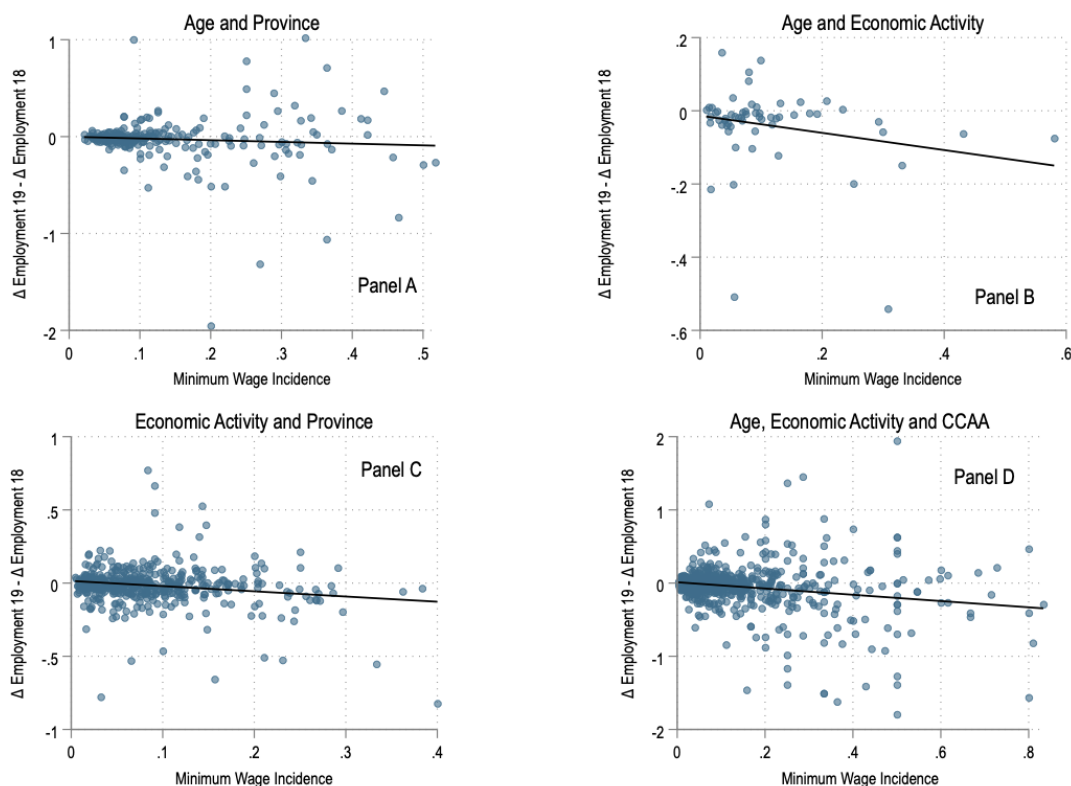 Age and Province
Δ Employment 19 - Δ Employment 18
1
0
-1
-2
0 .1 .2 .3 .4 .5
Minimum Wage Incidence
Panel A
Age and Economic Activity
Δ Employment 19 - Δ Employment 18
.2
0
-.2
-.4
-.6
0 .2 .4 .6
Minimum Wage Incidence
Panel B
Economic Activity and Province
Δ Employment 19 - Δ Employment 18
1
.5
0
-.5
-1
0 .1 .2 .3 .4
Minimum Wage Incidence
Panel C
Age, Economic Activity and CCAA
Δ Employment 19 - Δ Employment 18
2
1
0
-1
-2
0 .2 .4 .6 .8
Minimum Wage Incidence
Panel D